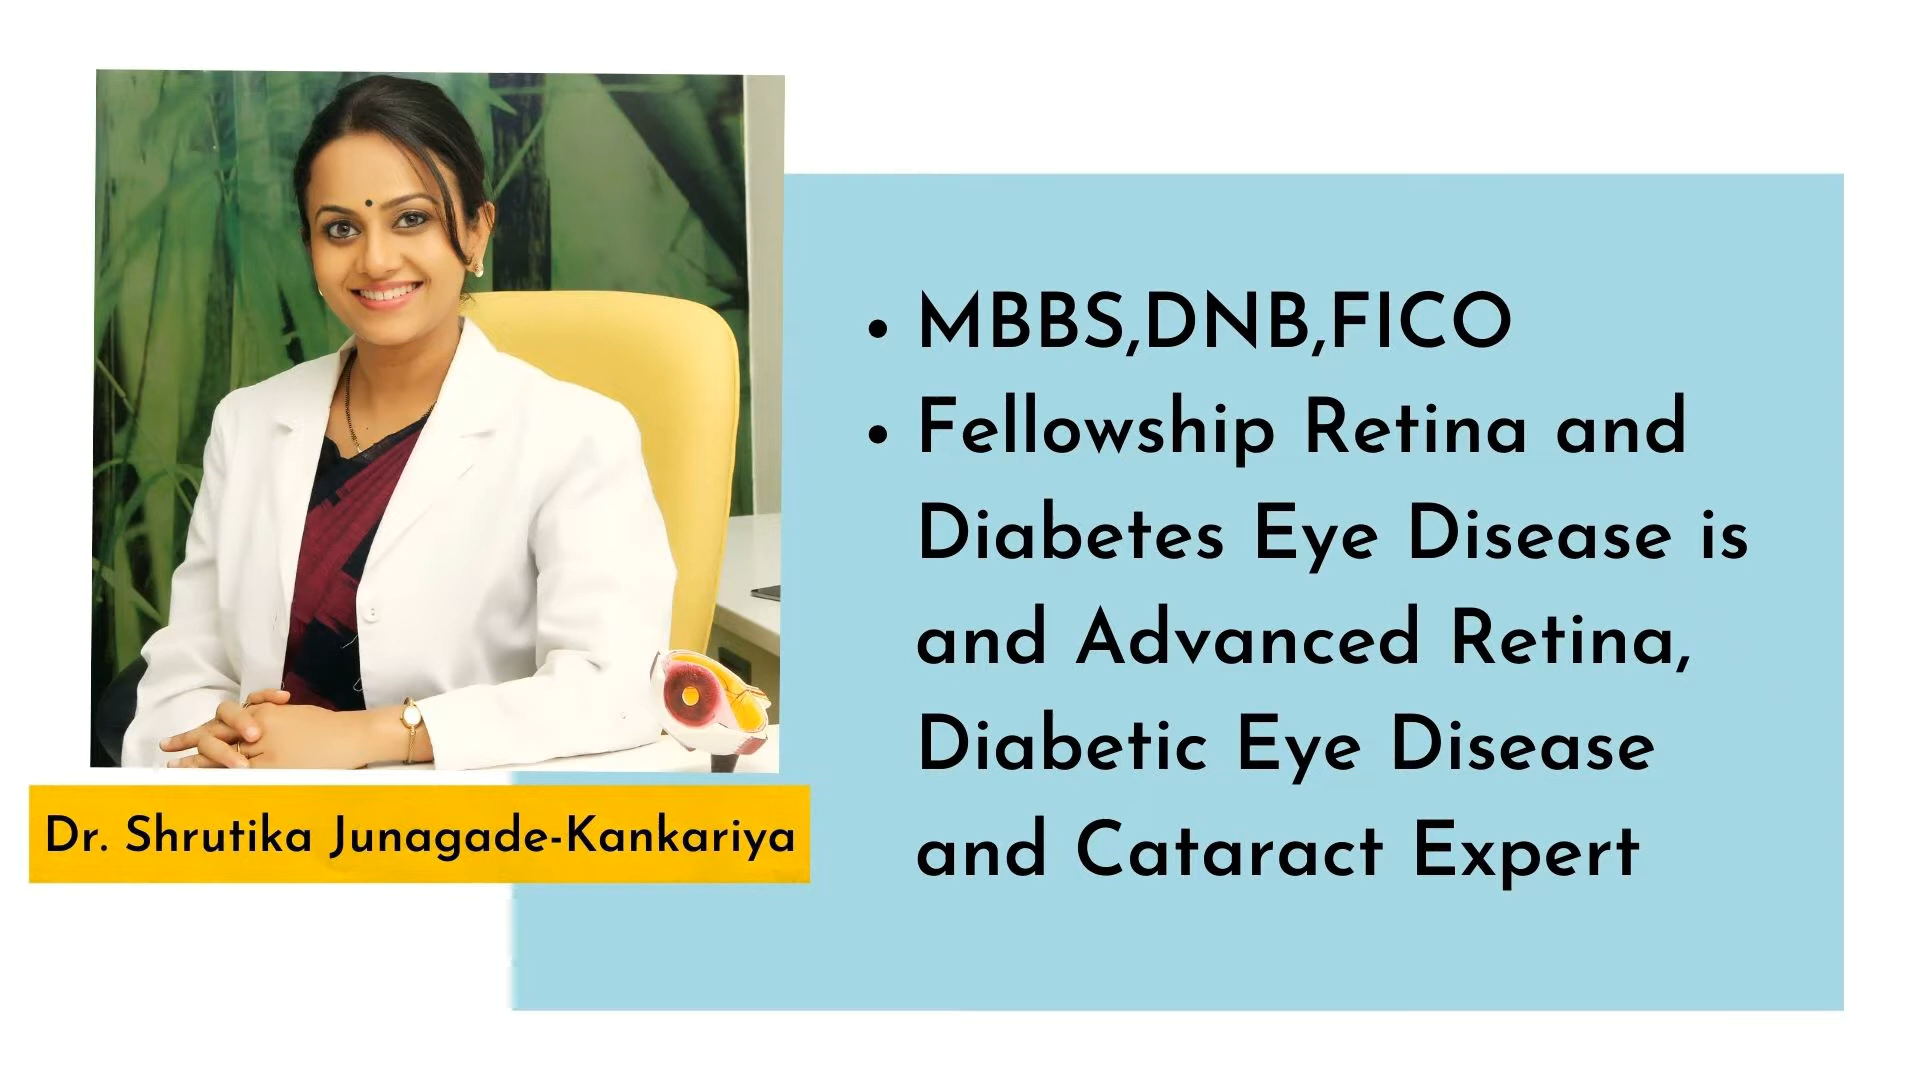 MBBS,DNB,FICO
Fellowship Retina and
Diabetes Eye Disease is
and Advanced Retina,
Diabetic Eye Disease
and Cataract Expert
Dr. Shrutika Junagade-Kankariya